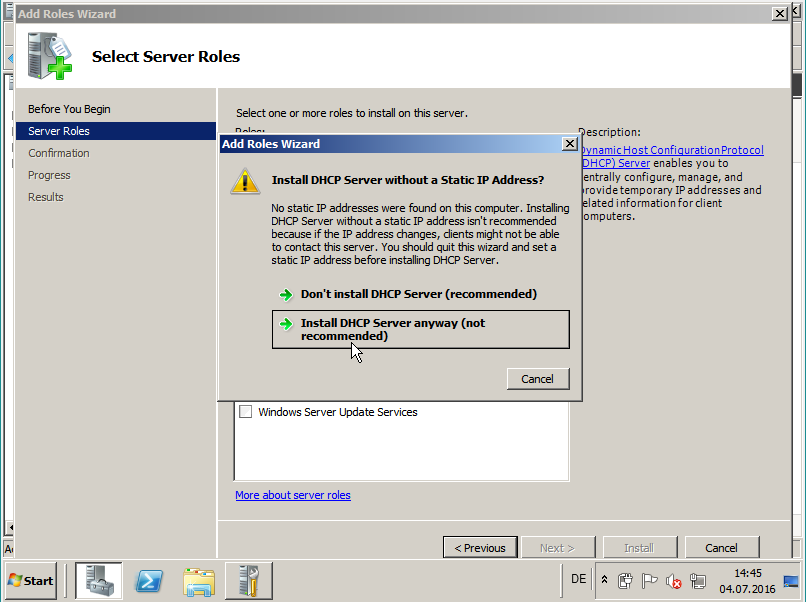 Add Roles Wizard
Select Server Roles
Before You Begin
Server Roles
Confirmation
Progress
Results
Select one or more roles to install on this server.
Roles:
Description:
Dynamic Host Configuration Protocol
(DHCP) Server enables you to
centrally configure, manage, and
provide temporary IP addresses and
related information for client
computers.
Add Roles Wizard
Install DHCP Server without a Static IP Address?
No static IP addresses were found on this computer. Installing
DHCP Server without a static IP address isn't recommended
because if the IP address changes, clients might not be able
to contact this server. You should quit this wizard and set a
static IP address before installing DHCP Server.
Don't install DHCP Server (recommended)
Install DHCP Server anyway (not
recommended)
Cancel
Windows Server Update Services
More about server roles
< Previous
Next >
Install
Cancel
Start
DE
14:45
04.07.2016